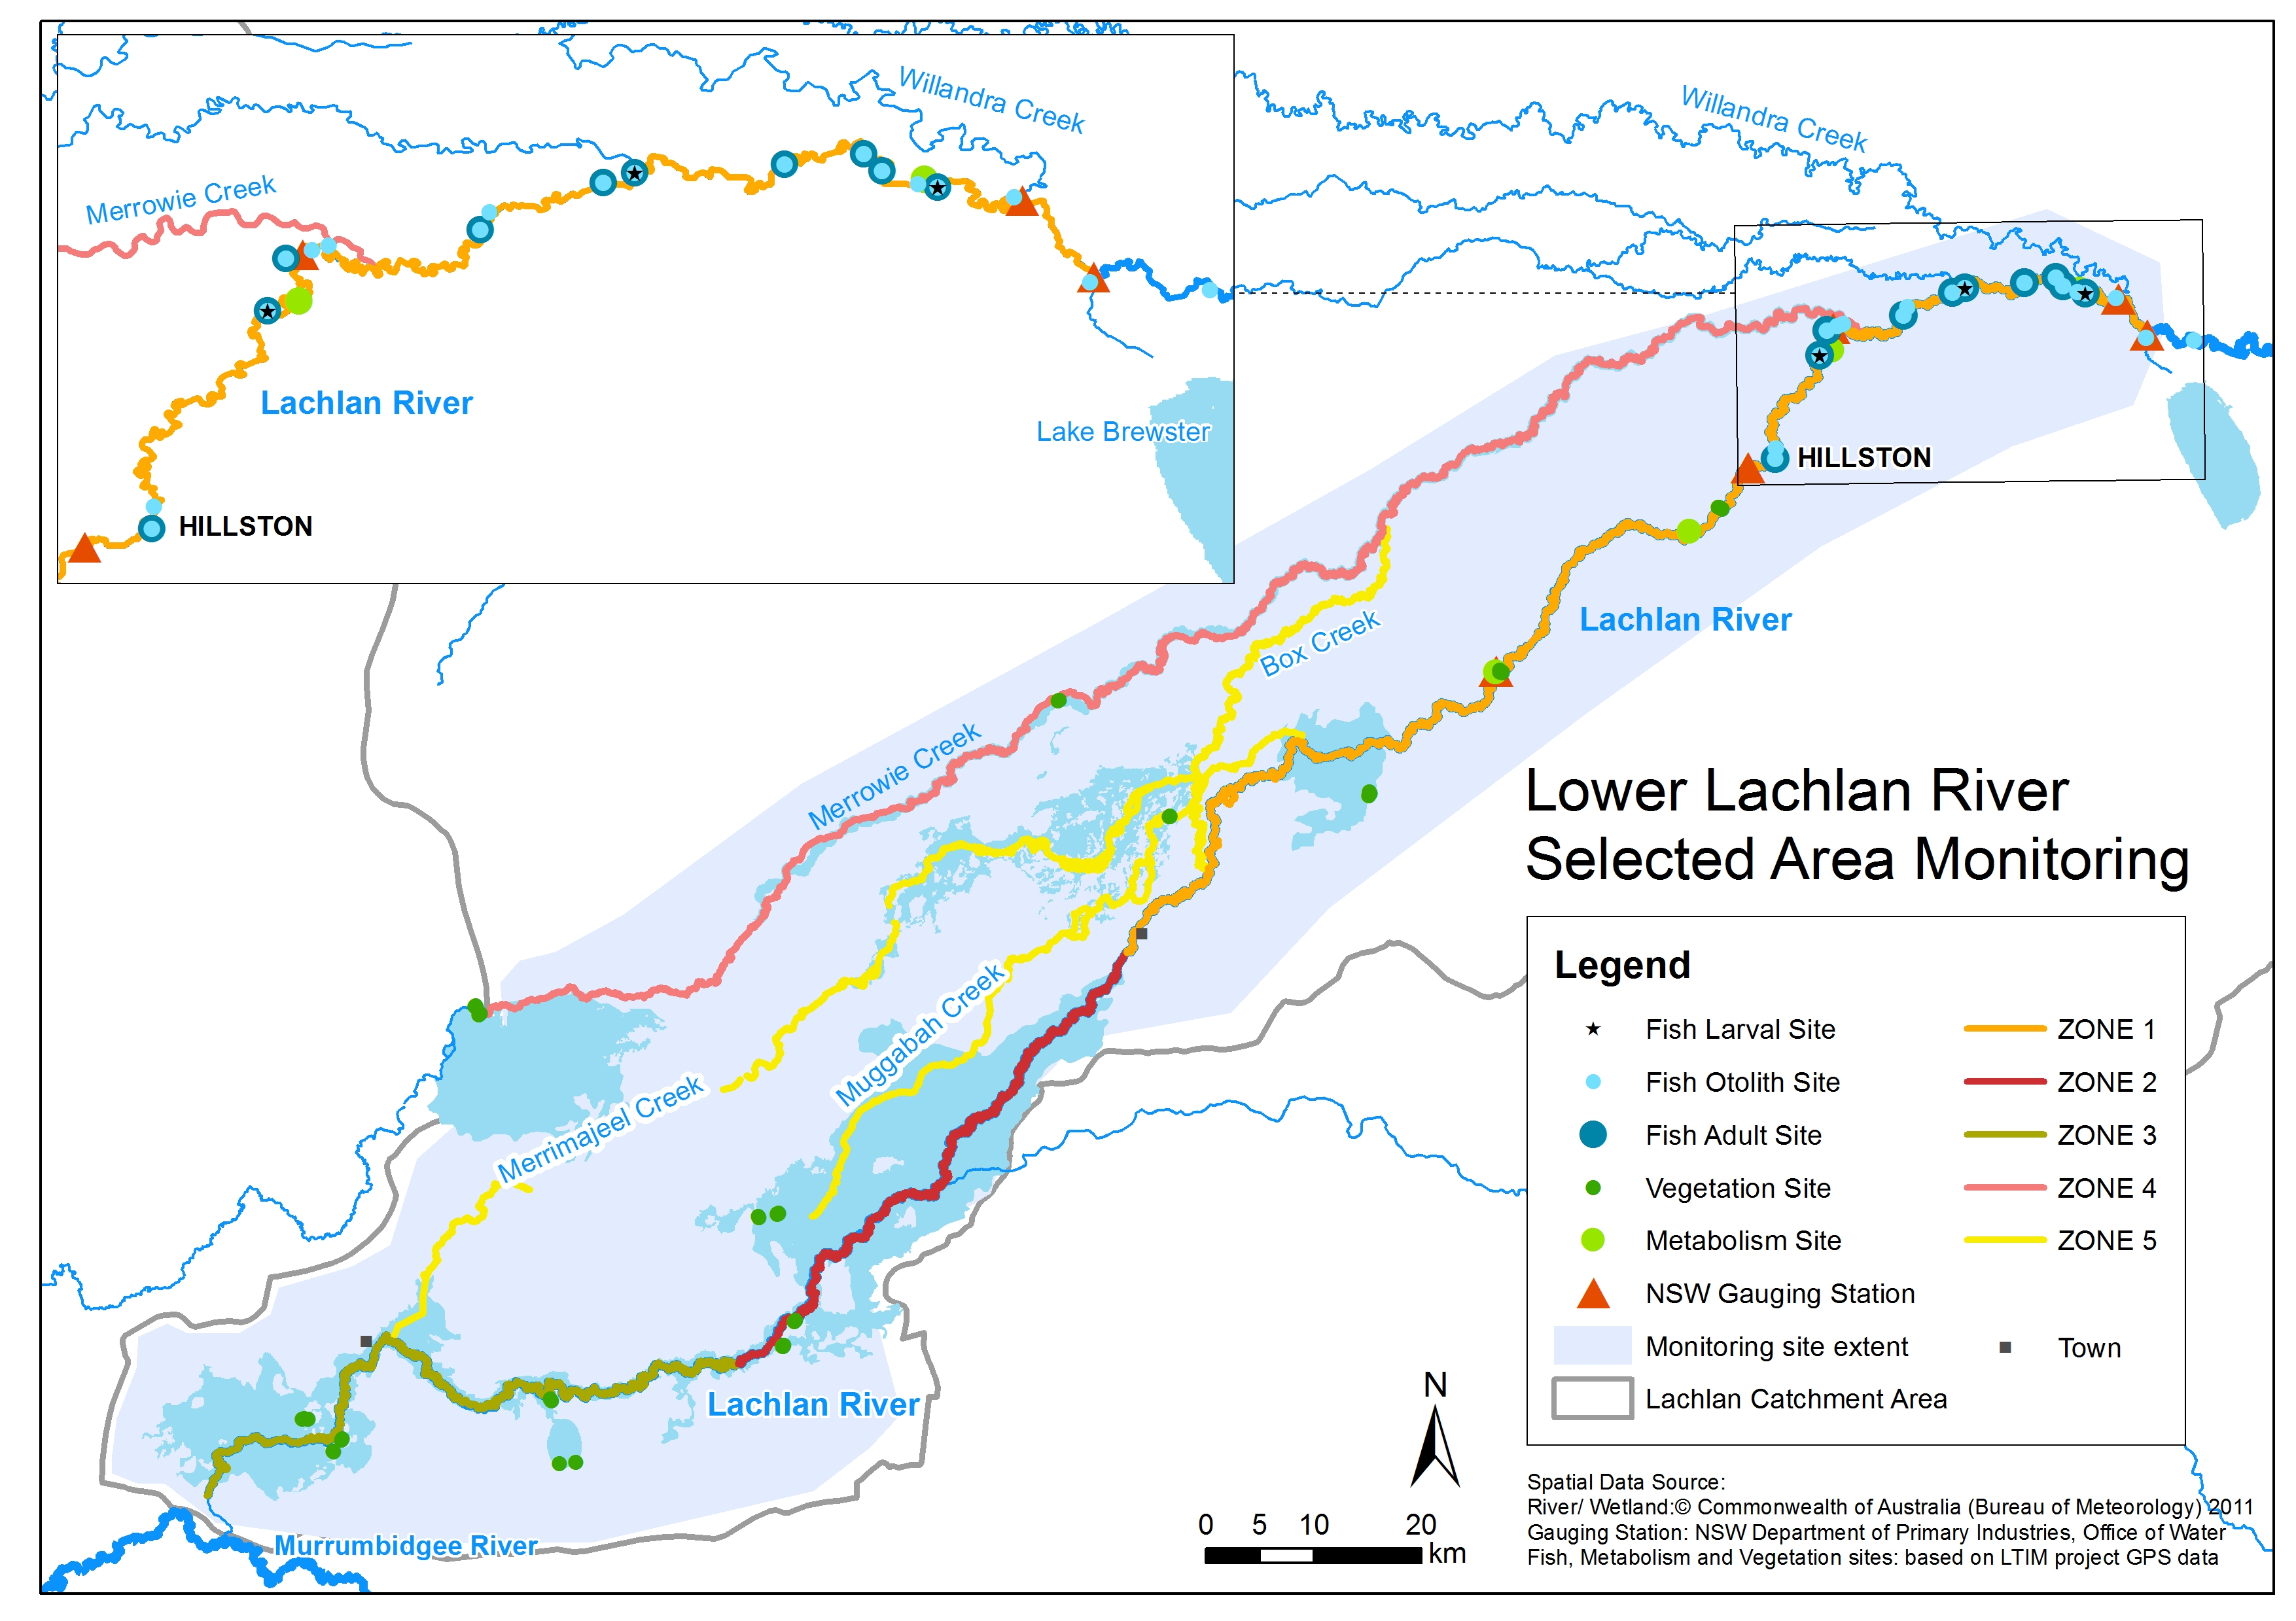 Willandra Creek
Merrowie Creek
Lachlan River
Lake Brewster
HILLSTON
Willandra Creek
HILLSTON
Lachlan River
Box Creek
Merrowie Creek
Muggabah Creek
Merrimajeel Creek
Lachlan River
Murrumbidgee River
Lower Lachlan River
Selected Area Monitoring
Legend
Fish Larval Site
Fish Otolith Site
Fish Adult Site
Vegetation Site
Metabolism Site
NSW Gauging Station
Monitoring site extent
Lachlan Catchment Area
ZONE 1
ZONE 2
ZONE 3
ZONE 4
ZONE 5
Town
N
0 5 10 20
km
Spatial Data Source:
River/ Wetland:© Commonwealth of Australia (Bureau of Meteorology) 2011
Gauging Station: NSW Department of Primary Industries, Office of Water
Fish, Metabolism and Vegetation sites: based on LTIM project GPS data